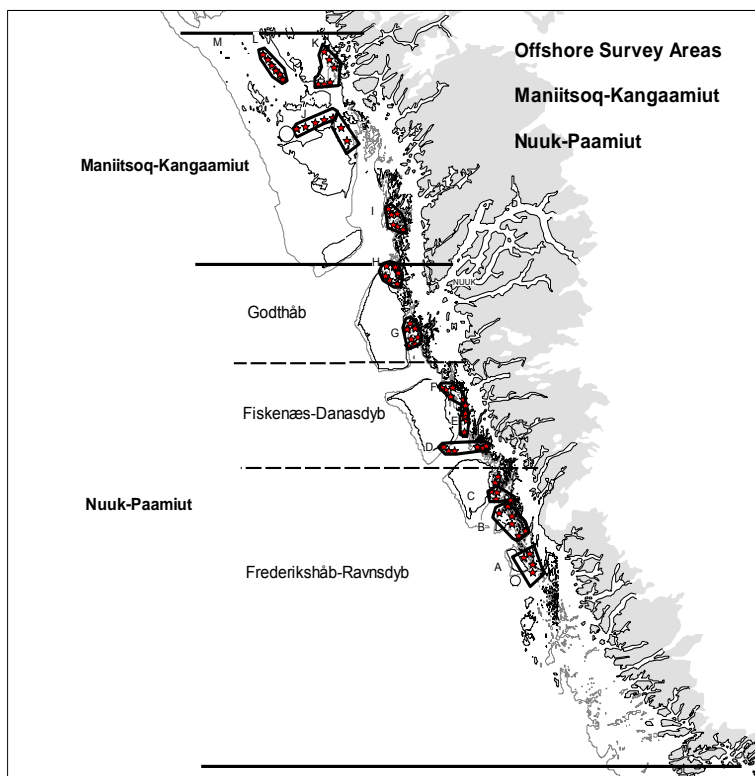 M
L
K
Offshore Survey Areas
Maniitsoq-Kangaamiut
Nuuk-Paamiut
J
Maniitsoq-Kangaamiut
I
H
NUUK
Godthåb
G
F
Fiskenæs-Danasdyb
E
D
C
Nuuk-Paamiut
B
A
Frederikshåb-Ravnsdyb